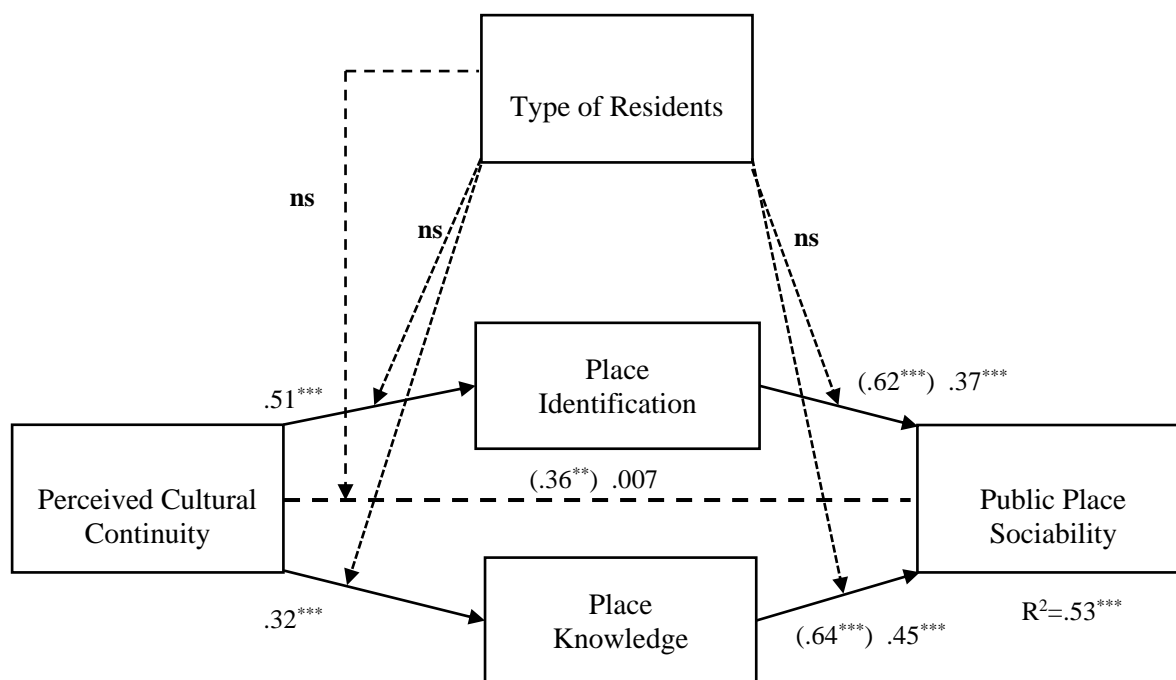 Type of Residents
ns
ns
ns
Place
Identification
.51***
(.62***) .37***
(.36**) .007
Perceived Cultural
Continuity
Public Place
Sociability
Place
Knowledge
.32***
(.64***) .45***
R²=.53***